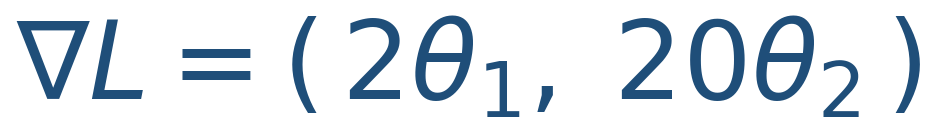 ∇L = ( 2θ₁, 20θ₂ )